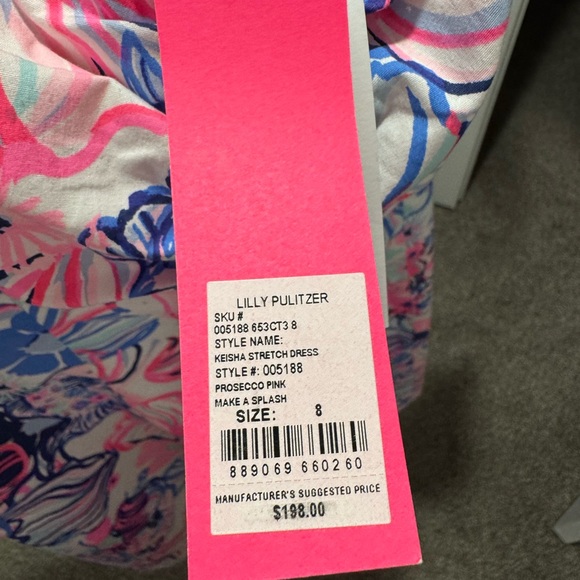 LILLY PULITZER
SKU #
005188 653CT3 8
STYLE NAME:
KEISHA STRETCH DRESS
STYLE #: 005188
PROSECCO PINK
MAKE A SPLASH
SIZE: 8
889069 660260
MANUFACTURER'S SUGGESTED PRICE
$198.00